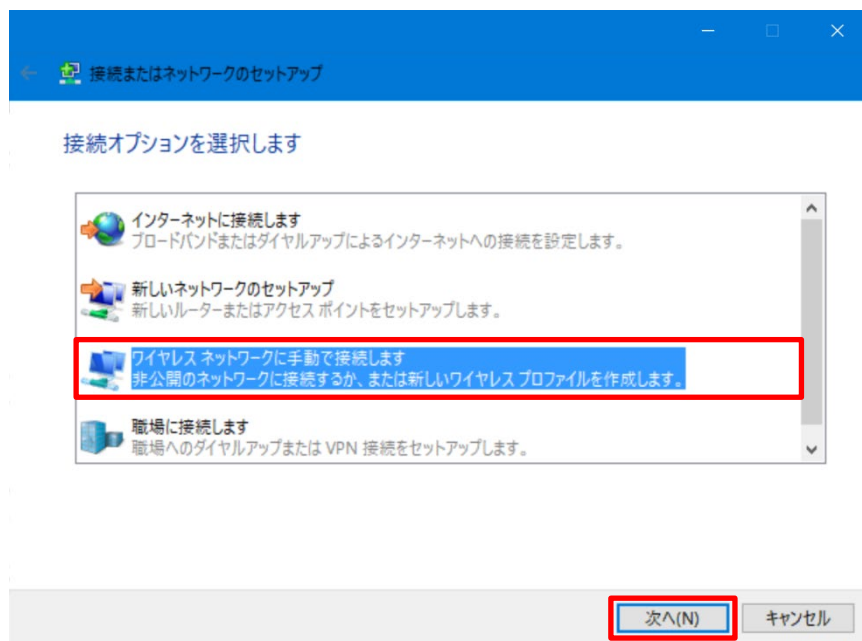 接続またはネットワークのセットアップ
接続オプションを選択します
インターネットに接続します
ブロードバンドまたはダイヤルアップによるインターネットへの接続を設定します。
新しいネットワークのセットアップ
新しいルーターまたはアクセス ポイントをセットアップします。
ワイヤレス ネットワークに手動で接続します
非公開のネットワークに接続するか、または新しいワイヤレス プロファイルを作成します。
職場に接続します
職場へのダイヤルアップまたは VPN 接続をセットアップします。
次へ(N)
キャンセル